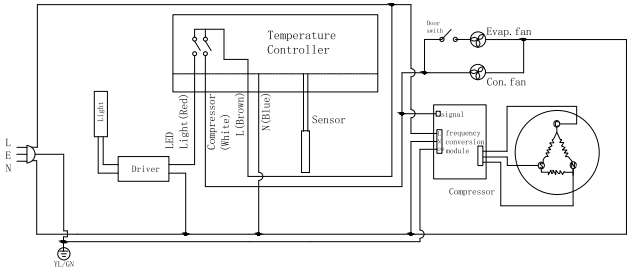 Door
swith
Evap.fan
Temperature
Controller
Con.fan
Light
LED
Light(Red)
Compressor
(White)
L(Brown)
N(Blue)
Sensor
signal
frequency
conversion
module
L
E
N
Driver
Compressor
YL/GN